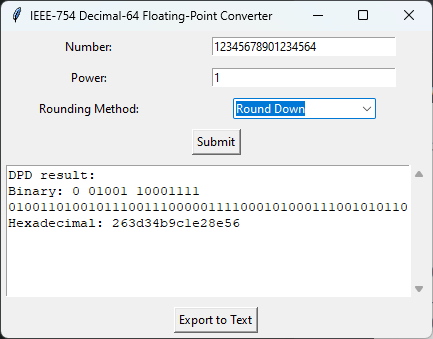 IEEE-754 Decimal-64 Floating-Point Converter
Number: 12345678901234564
Power: 1
Rounding Method: Round Down
Submit
DPD result:
Binary: 0 01001 10001111
01001101001011100111000001111000101000111001010110
Hexadecimal: 263d34b9c1e28e56
Export to Text